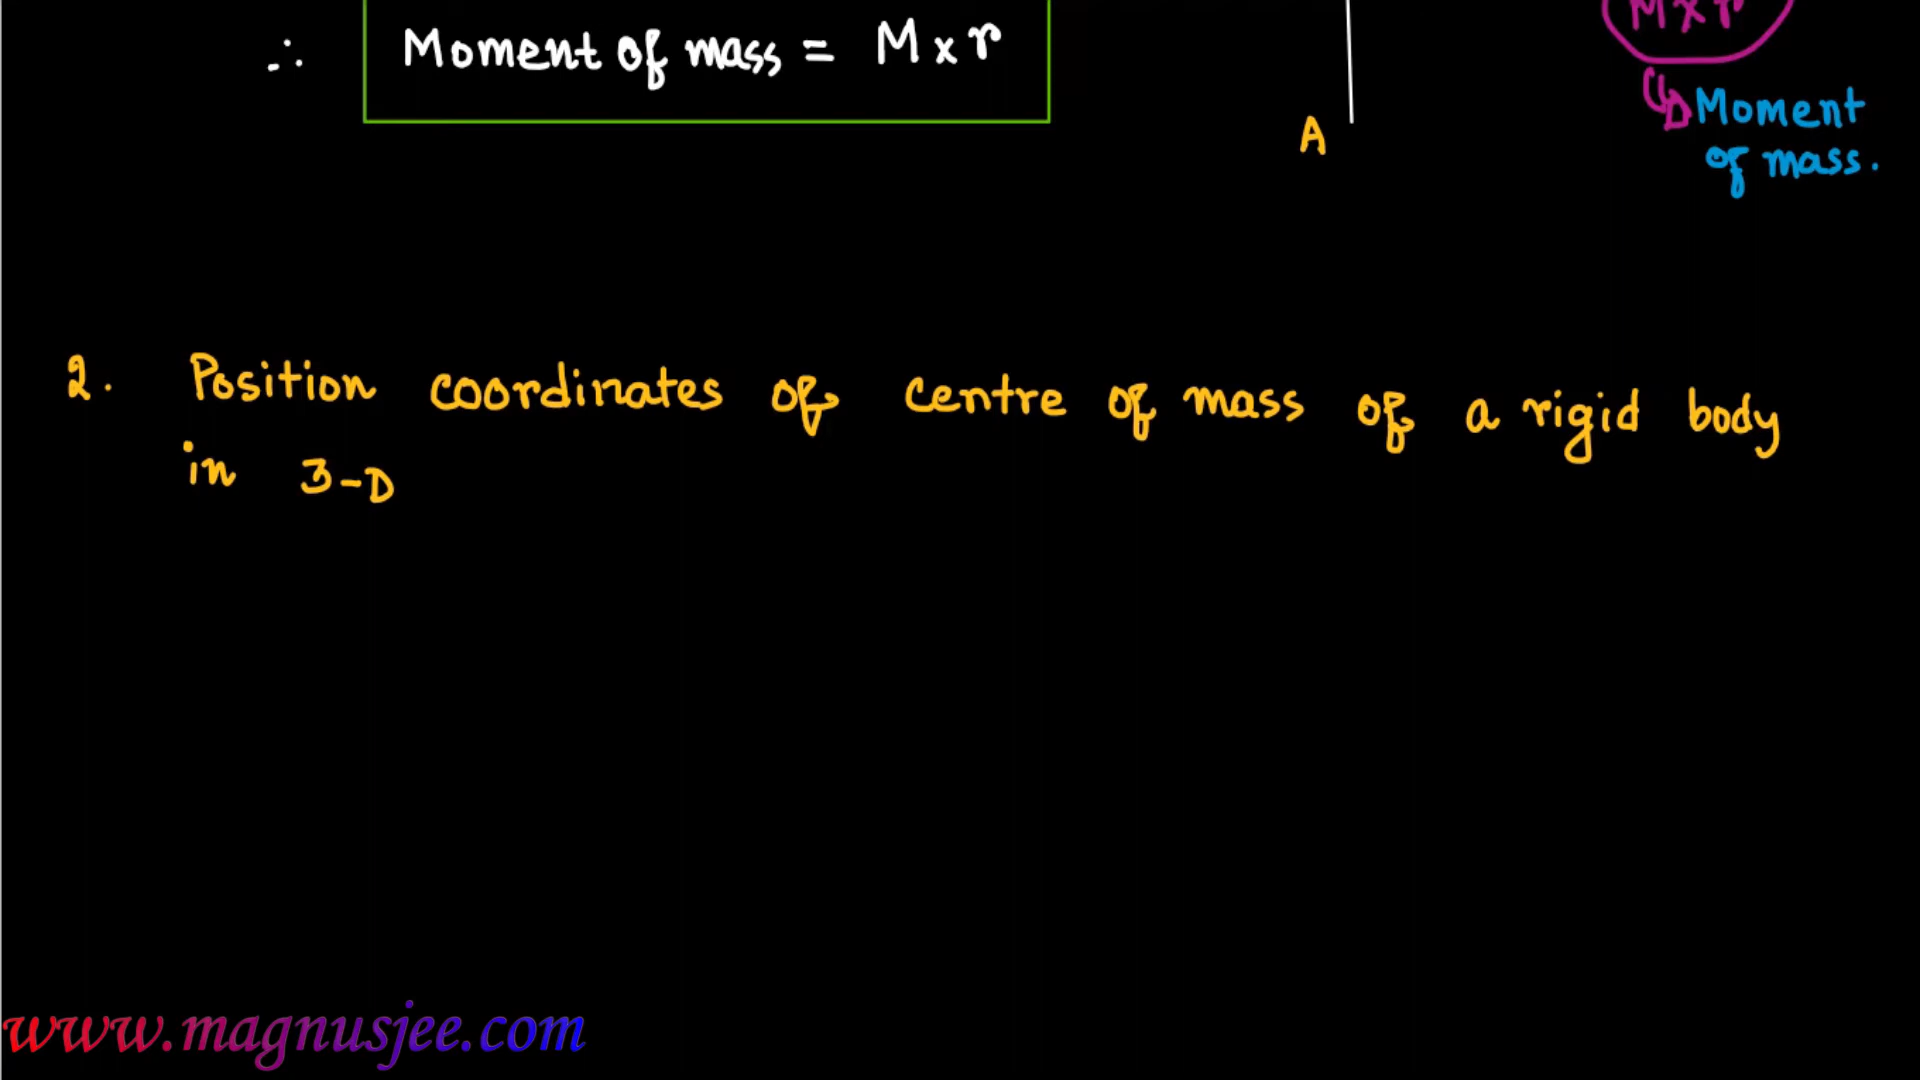 ∴ Moment of mass = M x r
M x r
Moment
of mass.
A
2. Position coordinates of centre of mass of a rigid body
in 3-D
www.magnusjee.com